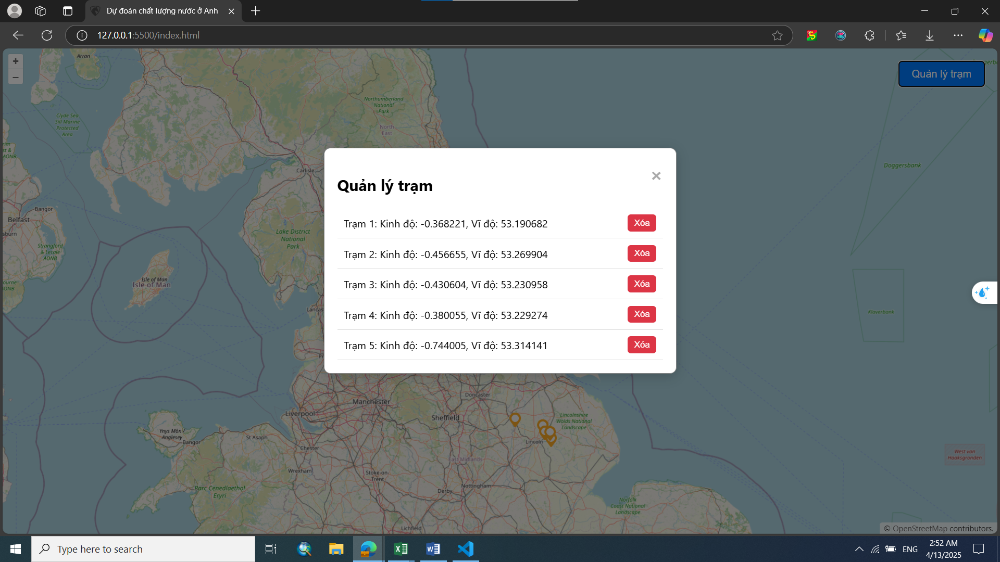 Dự đoán chất lượng nước ở Anh
127.0.0.1:5500/index.html
+
Arran
−
Quản lý trạm
Northumberland
National
Park
Clyde Sea
Sill Marine
Protected
Area
North
East
st &
AONB
Doggersbank
Carlisle
Quản lý trạm
Bangor
Belfast
Trạm 1: Kinh độ: -0.368221, Vĩ độ: 53.190682
Xóa
sburn
Lake District
National
Park
Strangford
& Lecale
AONB
Trạm 2: Kinh độ: -0.456655, Vĩ độ: 53.269904
Xóa
ourne
AONB
Isle of Man
Isle of Man
Trạm 3: Kinh độ: -0.430604, Vĩ độ: 53.230958
Xóa
Lancas
Klaverbank
Trạm 4: Kinh độ: -0.380055, Vĩ độ: 53.229274
Xóa
Trạm 5: Kinh độ: -0.744005, Vĩ độ: 53.314141
Xóa
Pr
Doncaster
Manchester
Liverpool
Sheffield
Lincolnshire
Wolds National
Landscape
Ynys Môn /
Anglesey
Bangor
St Asaph
Lincoln
Chester
East Midlands
West van
Haaksgronden
Wrexham
Stoke-on-
Trent
Parc Cenedlaethol
Eryri
Derby
Nottingham
Norfolk
Coast National
Landscape
Lichfield
© OpenStreetMap contributors.
Type here to search
ENG
2:52 AM
4/13/2025